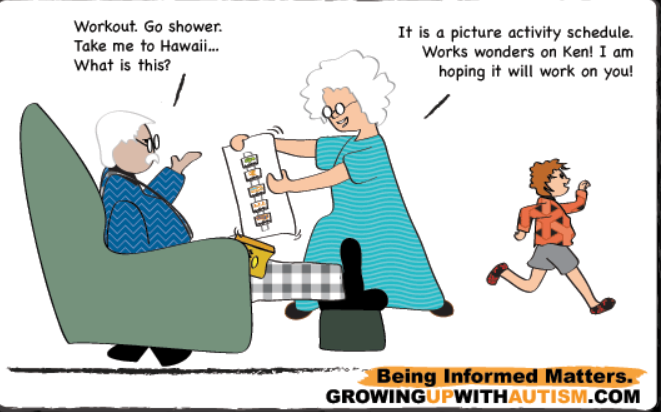 Workout. Go shower.
Take me to Hawaii...
What is this?
It is a picture activity schedule.
Works wonders on Ken! I am
hoping it will work on you!
Being Informed Matters.
GROWINGUPWITHAUTISM.COM